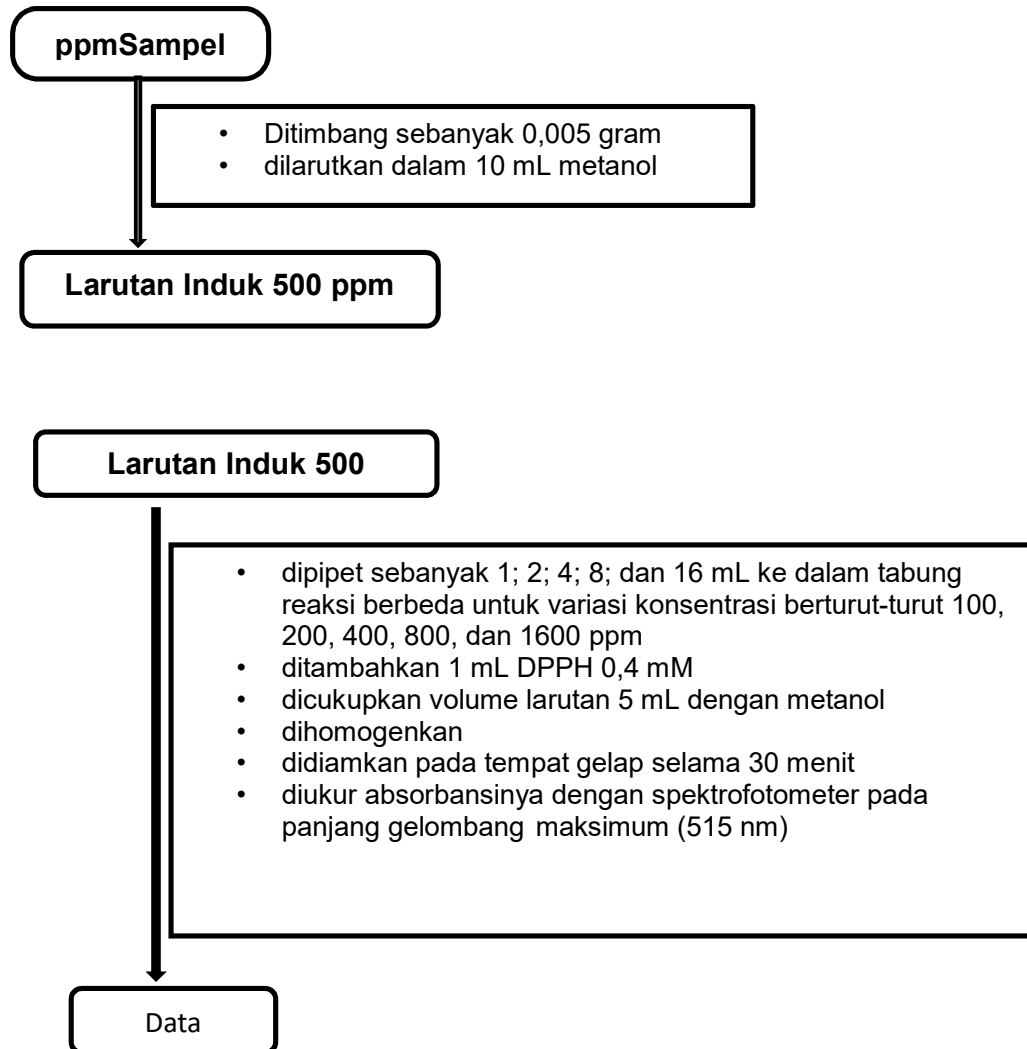 ppmSampel
• Ditimbang sebanyak 0,005 gram
• dilarutkan dalam 10 mL metanol
Larutan Induk 500 ppm
Larutan Induk 500
• dipipet sebanyak 1; 2; 4; 8; dan 16 mL ke dalam tabung
reaksi berbeda untuk variasi konsentrasi berturut-turut 100,
200, 400, 800, dan 1600 ppm
• ditambahkan 1 mL DPPH 0,4 mM
• dicukupkan volume larutan 5 mL dengan metanol
• dihomogenkan
• didiamkan pada tempat gelap selama 30 menit
• diukur absorbansinya dengan spektrofotometer pada
panjang gelombang maksimum (515 nm)
Data